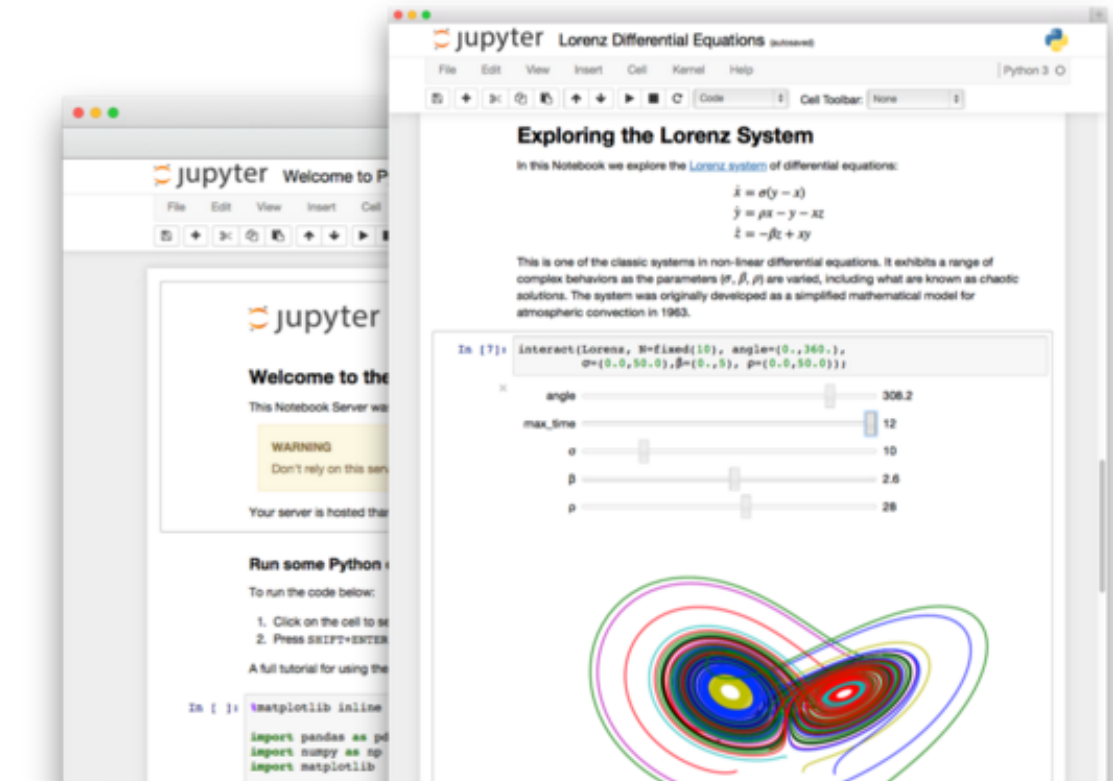 jupyter Lorenz Differential Equations (autosaved)
File Edit View Insert Cell Kernel Help Python 3
Code Cell Toolbar: None
Exploring the Lorenz System
In this Notebook we explore the Lorenz system of differential equations:
ẋ = σ(y − x)
ẏ = ρx − y − xz
ż = −βz + xy
This is one of the classic systems in non-linear differential equations. It exhibits a range of
complex behaviors as the parameters (σ, β, ρ) are varied, including what are known as chaotic
solutions. The system was originally developed as a simplified mathematical model for
atmospheric convection in 1963.
In [7]: interact(Lorenz, N=fixed(10), angle=(0.,360.),
σ=(0.0,50.0),β=(0.,5), ρ=(0.0,50.0));
angle 308.2
max_time 12
σ 10
β 2.6
ρ 28
jupyter Welcome to P
File Edit View Insert Cell
jupyter
Welcome to the
This Notebook Server was
WARNING
Don't rely on this serv
Your server is hosted than
Run some Python
To run the code below:
1. Click on the cell to se
2. Press SHIFT+ENTER
A full tutorial for using the
In [ ]: %matplotlib inline
import pandas as pd
import numpy as np
import matplotlib